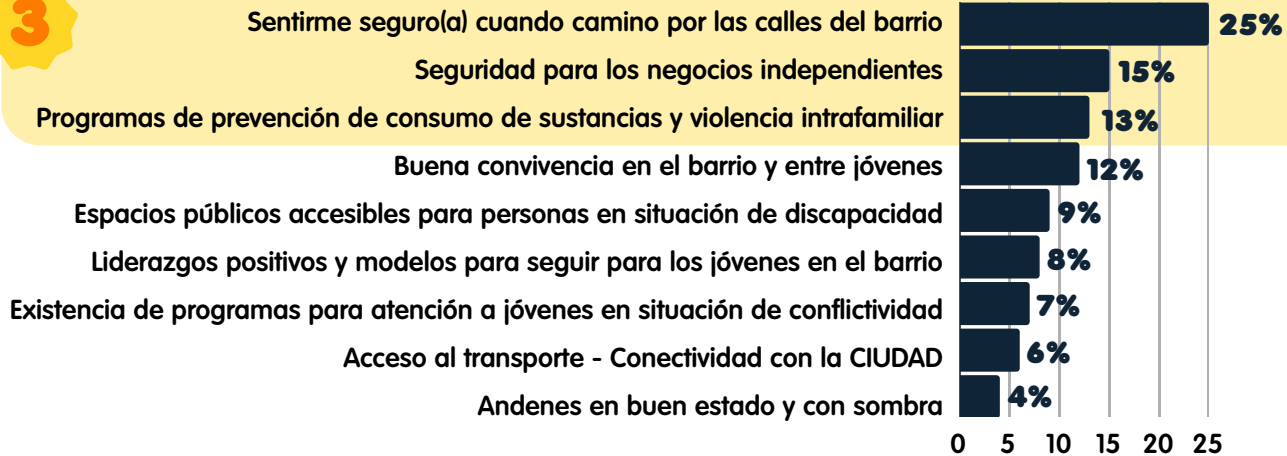 3
Sentirme seguro(a) cuando camino por las calles del barrio 25%
Seguridad para los negocios independientes 15%
Programas de prevención de consumo de sustancias y violencia intrafamiliar 13%
Buena convivencia en el barrio y entre jóvenes 12%
Espacios públicos accesibles para personas en situación de discapacidad 9%
Liderazgos positivos y modelos para seguir para los jóvenes en el barrio 8%
Existencia de programas para atención a jóvenes en situación de conflictividad 7%
Acceso al transporte - Conectividad con la CIUDAD 6%
Andenes en buen estado y con sombra 4%
0 5 10 15 20 25